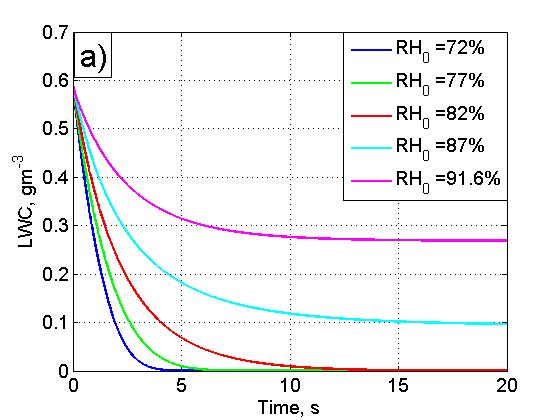 a)
0.7
0.6
0.5
0.4
0.3
0.2
0.1
0
LWC, gm-3
0 5 10 15 20
Time, s
RH0 =72%
RH0 =77%
RH0 =82%
RH0 =87%
RH0 =91.6%